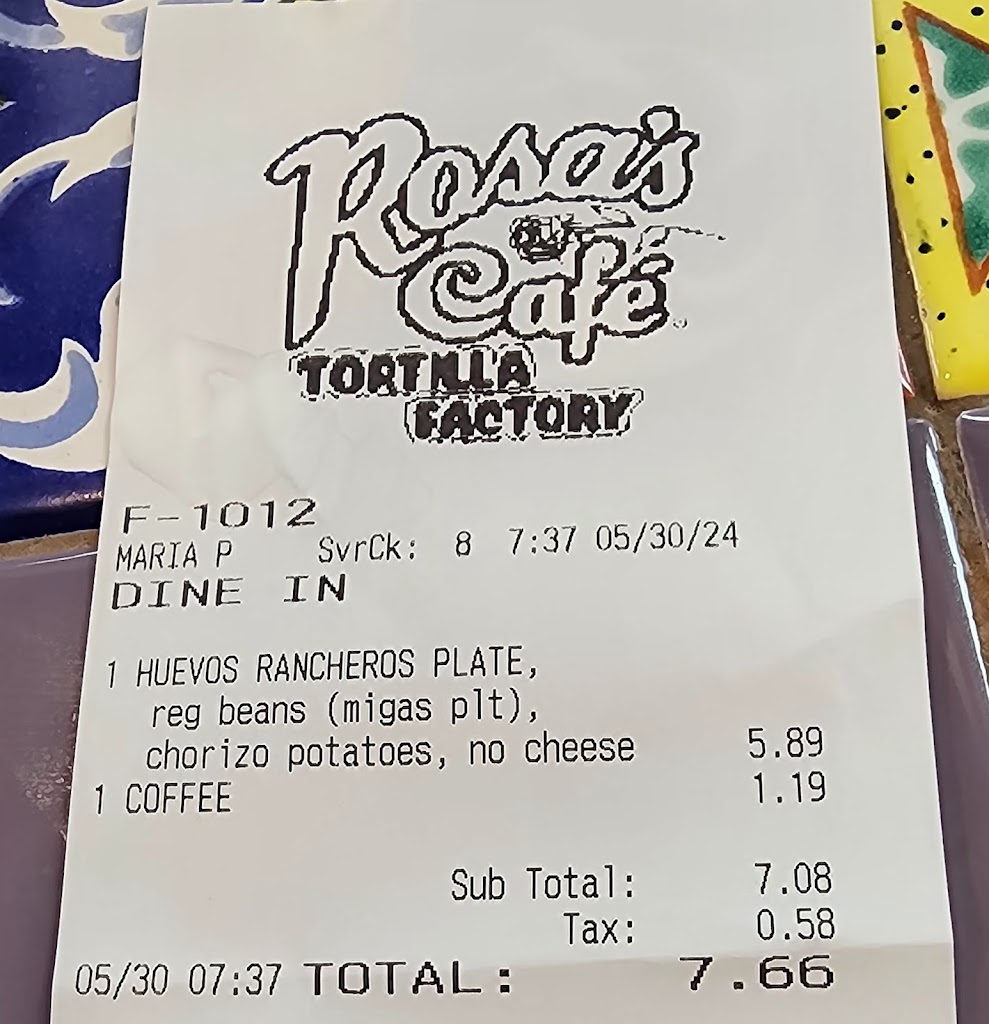 Rosa's
Café
TORTILLA
FACTORY
F-1012
MARIA P SvrCk: 8 7:37 05/30/24
DINE IN
1 HUEVOS RANCHEROS PLATE,
reg beans (migas plt),
chorizo potatoes, no cheese 5.89
1 COFFEE 1.19
Sub Total: 7.08
Tax: 0.58
05/30 07:37 TOTAL: 7.66